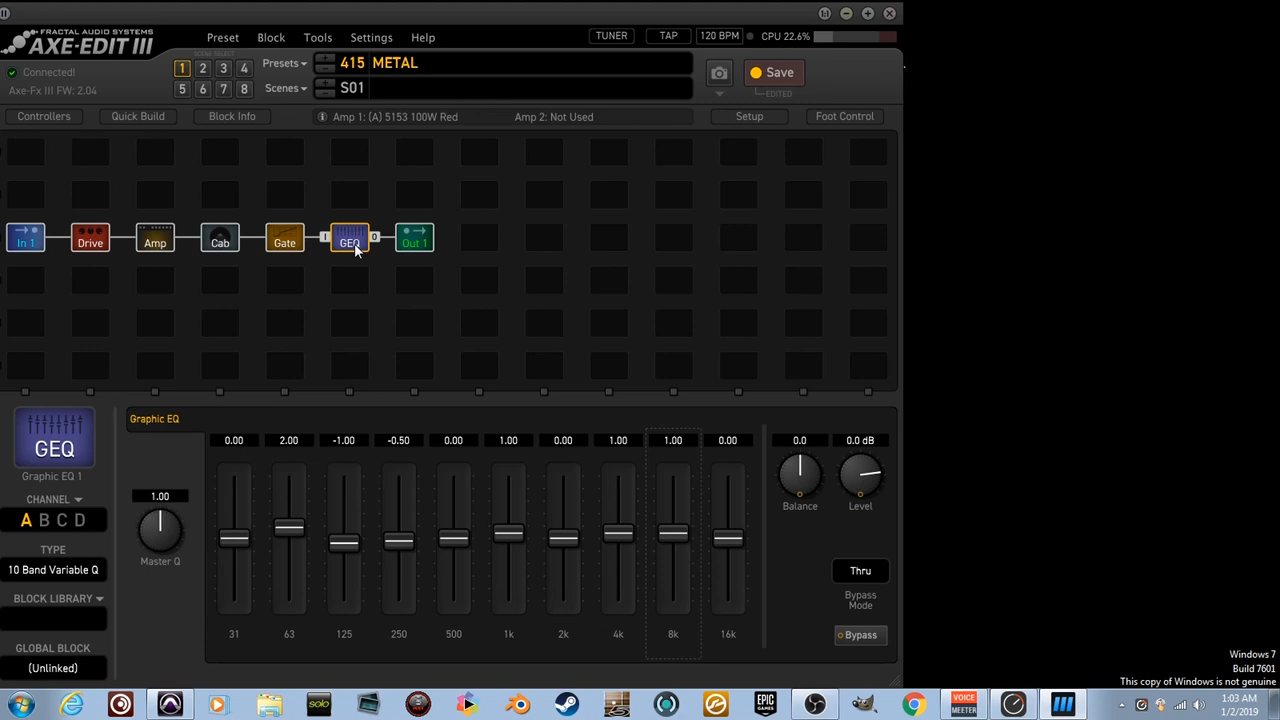 FRACTAL AUDIO SYSTEMS
AXE-EDIT III
Preset Block Tools Settings Help
TUNER TAP 120 BPM CPU 22.6%
Connected!
Axe-Fx III FW: 2.04
SCENE SELECT
1 2 3 4
5 6 7 8
Presets 415 METAL
Scenes S01
Save
EDITED
Controllers Quick Build Block Info
Amp 1: (A) 5153 100W Red Amp 2: Not Used
Setup Foot Control
In 1 Drive Amp Cab Gate I GEQ O Out 1
GEQ
Graphic EQ 1
CHANNEL
A B C D
TYPE
10 Band Variable Q
BLOCK LIBRARY
GLOBAL BLOCK
(Unlinked)
Graphic EQ
1.00
Master Q
0.00 2.00 -1.00 -0.50 0.00 1.00 0.00 1.00 1.00 0.00
31 63 125 250 500 1k 2k 4k 8k 16k
0.0 0.0 dB
Balance Level
Thru
Bypass
Mode
Bypass
Windows 7
Build 7601
This copy of Windows is not genuine
solo
EPIC
GAMES
VOICE
MEETER
1:03 AM
1/2/2019